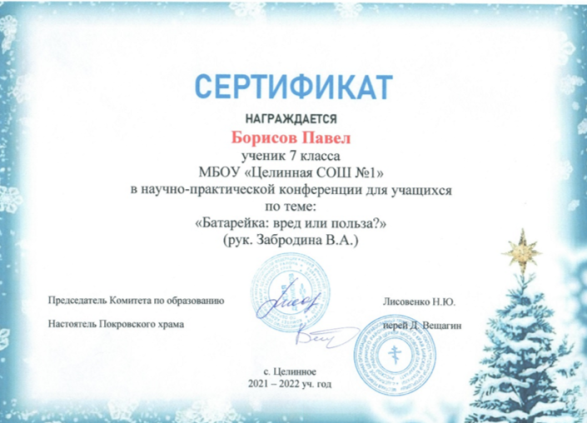 СЕРТИФИКАТ
НАГРАЖДАЕТСЯ
Борисов Павел
ученик 7 класса
МБОУ «Целинная СОШ №1»
в научно-практической конференции для учащихся
по теме:
«Батарейка: вред или польза?»
(рук. Забродина В.А.)
Председатель Комитета по образованию Лисовенко Н.Ю.
Настоятель Покровского храма иерей Д. Вещагин
с. Целинное
2021 – 2022 уч. год